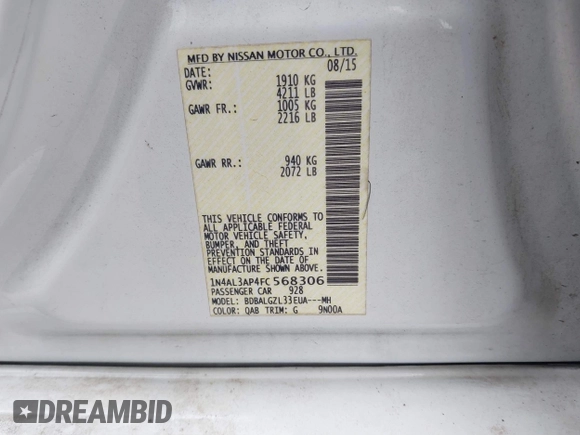 MFD BY NISSAN MOTOR CO., LTD.
DATE: 08/15
GVWR: 1910 KG
4211 LB
GAWR FR.: 1005 KG
2216 LB
GAWR RR.: 940 KG
2072 LB
THIS VEHICLE CONFORMS TO
ALL APPLICABLE FEDERAL
MOTOR VEHICLE SAFETY,
BUMPER, AND THEFT
PREVENTION STANDARDS IN
EFFECT ON THE DATE OF
MANUFACTURE SHOWN ABOVE.
1N4AL3AP4FC568306
PASSENGER CAR 928
MODEL: BDBALGZL33EUA---MH
COLOR: QAB TRIM: G 9N00A
DREAMBID